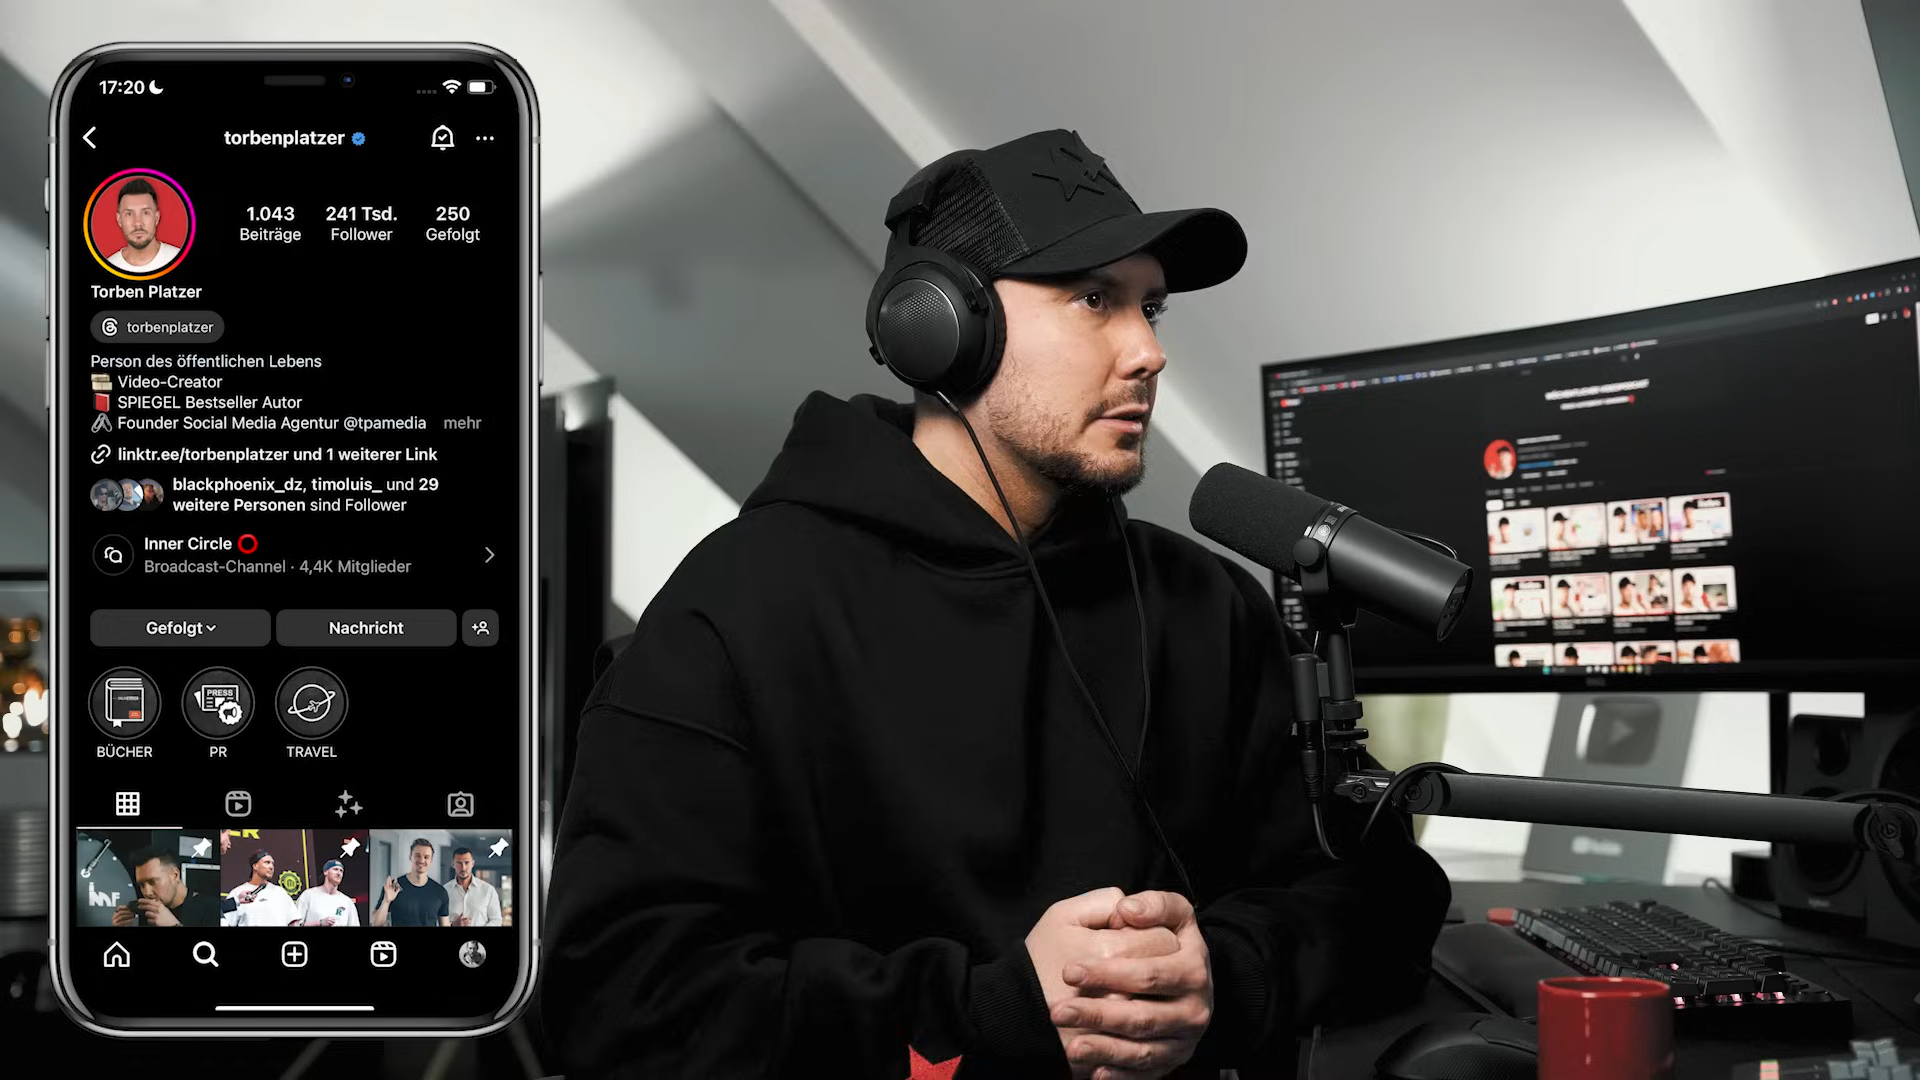 17:20
torbenplatzer
1.043
Beiträge
241 Tsd.
Follower
250
Gefolgt
Torben Platzer
torbenplatzer
Person des öffentlichen Lebens
Video-Creator
SPIEGEL Bestseller Autor
Founder Social Media Agentur @tpamedia mehr
linktr.ee/torbenplatzer und 1 weiterer Link
blackphoenix_dz, timoluis_ und 29
weitere Personen sind Follower
Inner Circle
Broadcast-Channel · 4,4K Mitglieder
Gefolgt
Nachricht
PRESS
BÜCHER
PR
TRAVEL